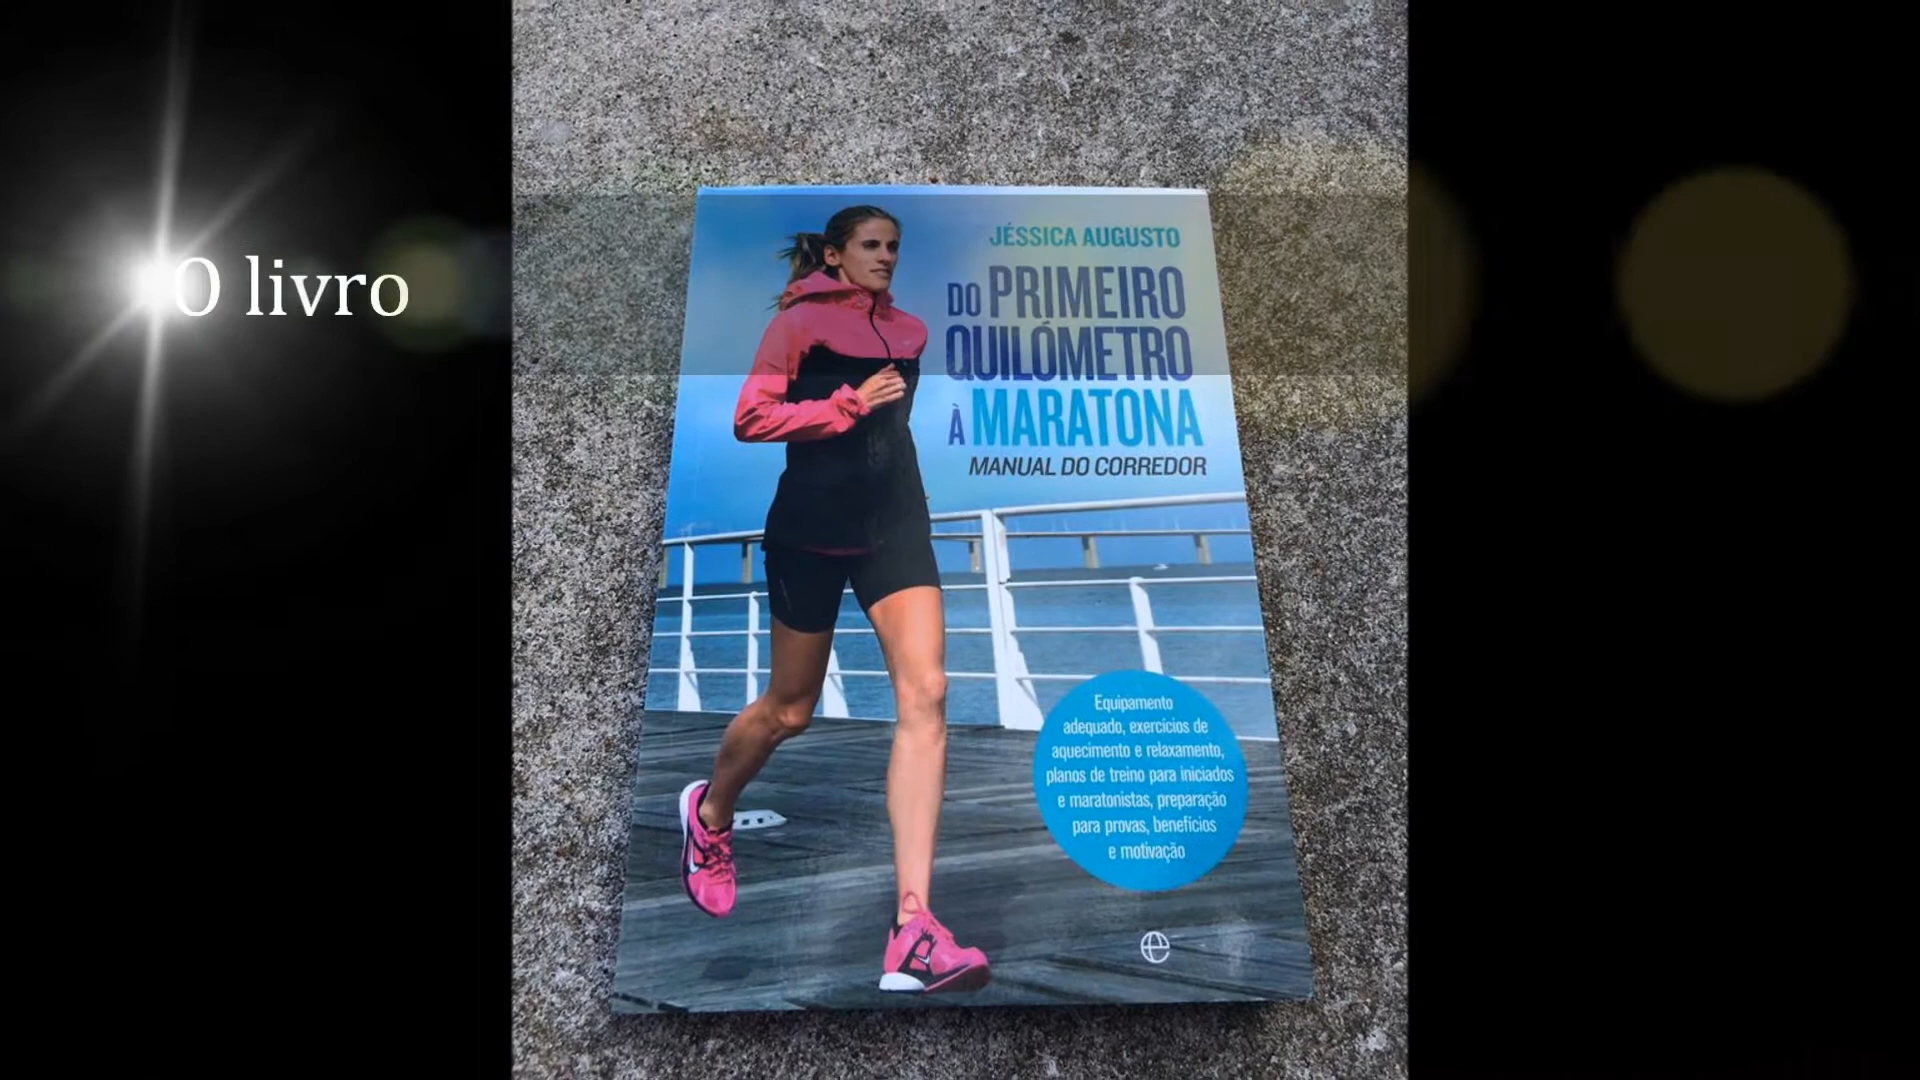 O livro
JÉSSICA AUGUSTO
DO PRIMEIRO
QUILÓMETRO
À MARATONA
MANUAL DO CORREDOR
Equipamento
adequado, exercícios de
aquecimento e relaxamento,
planos de treino para iniciados
e maratonistas, preparação
para provas, benefícios
e motivação